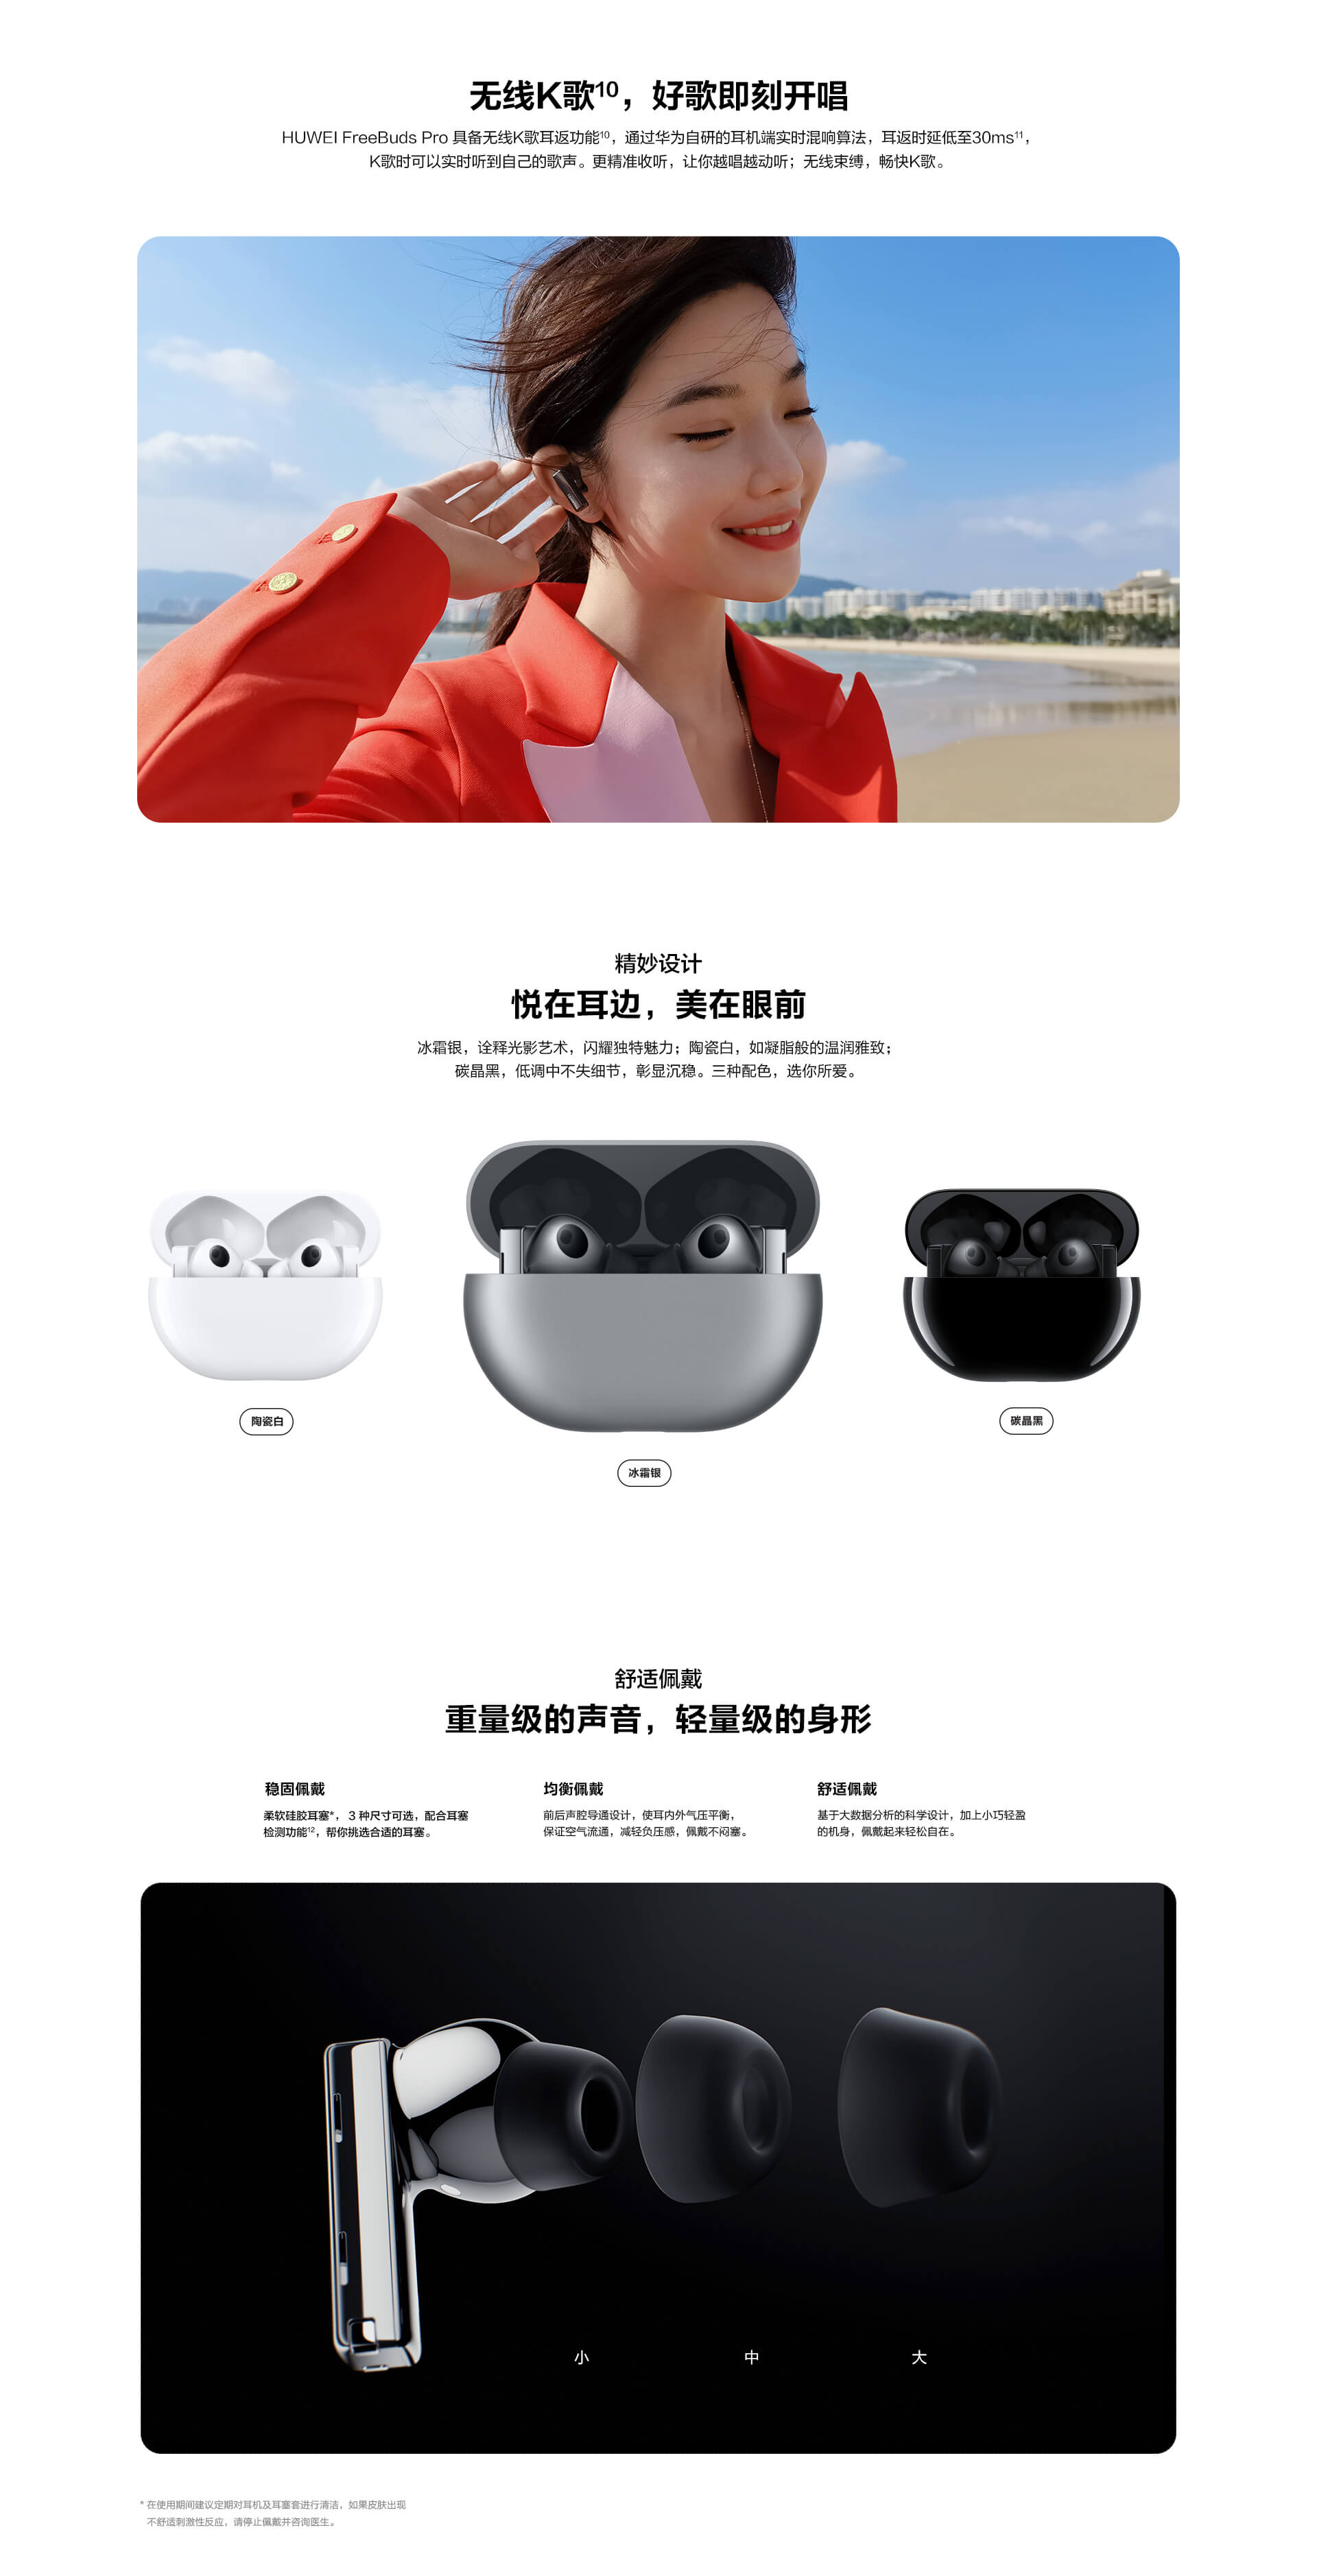 无线K歌¹⁰，好歌即刻开唱
HUWEI FreeBuds Pro 具备无线K歌耳返功能¹⁰，通过华为自研的耳机端实时混响算法，耳返时延低至30ms¹¹，
K歌时可以实时听到自己的歌声。更精准收听，让你越唱越动听；无线束缚，畅快K歌。
精妙设计
悦在耳边，美在眼前
冰霜银，诠释光影艺术，闪耀独特魅力；陶瓷白，如凝脂般的温润雅致；
碳晶黑，低调中不失细节，彰显沉稳。三种配色，选你所爱。
陶瓷白
碳晶黑
冰霜银
舒适佩戴
重量级的声音，轻量级的身形
稳固佩戴
柔软硅胶耳塞*， 3 种尺寸可选，配合耳塞
检测功能¹²，帮你挑选合适的耳塞。
均衡佩戴
前后声腔导通设计，使耳内外气压平衡，
保证空气流通，减轻负压感，佩戴不闷塞。
舒适佩戴
基于大数据分析的科学设计，加上小巧轻盈
的机身，佩戴起来轻松自在。
小
中
大
* 在使用期间建议定期对耳机及耳塞套进行清洁，如果皮肤出现
不舒适刺激性反应，请停止佩戴并咨询医生。